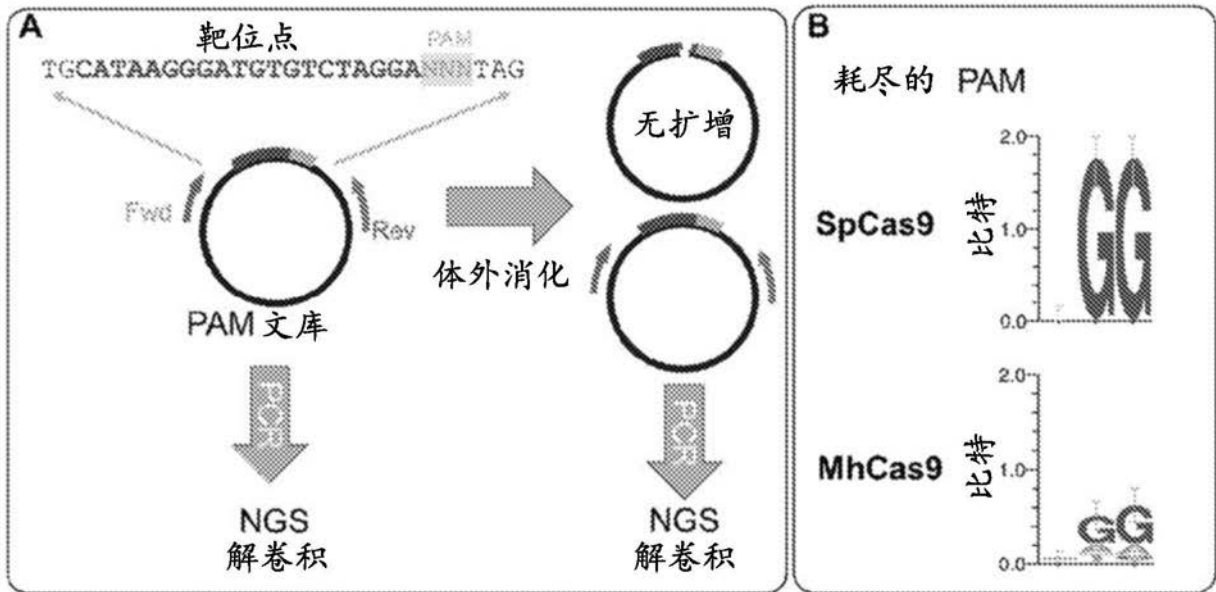 A
靶位点
PAM
TGCATAAGGGATGTGTCTAGGANNNTAG
Fwd
Rev
PAM 文库
体外消化
无扩增
PCR
NGS
解卷积
PCR
NGS
解卷积
B
耗尽的 PAM
SpCas9
比特
2.0
1.0
0.0
GG
MhCas9
比特
2.0
1.0
0.0
GG